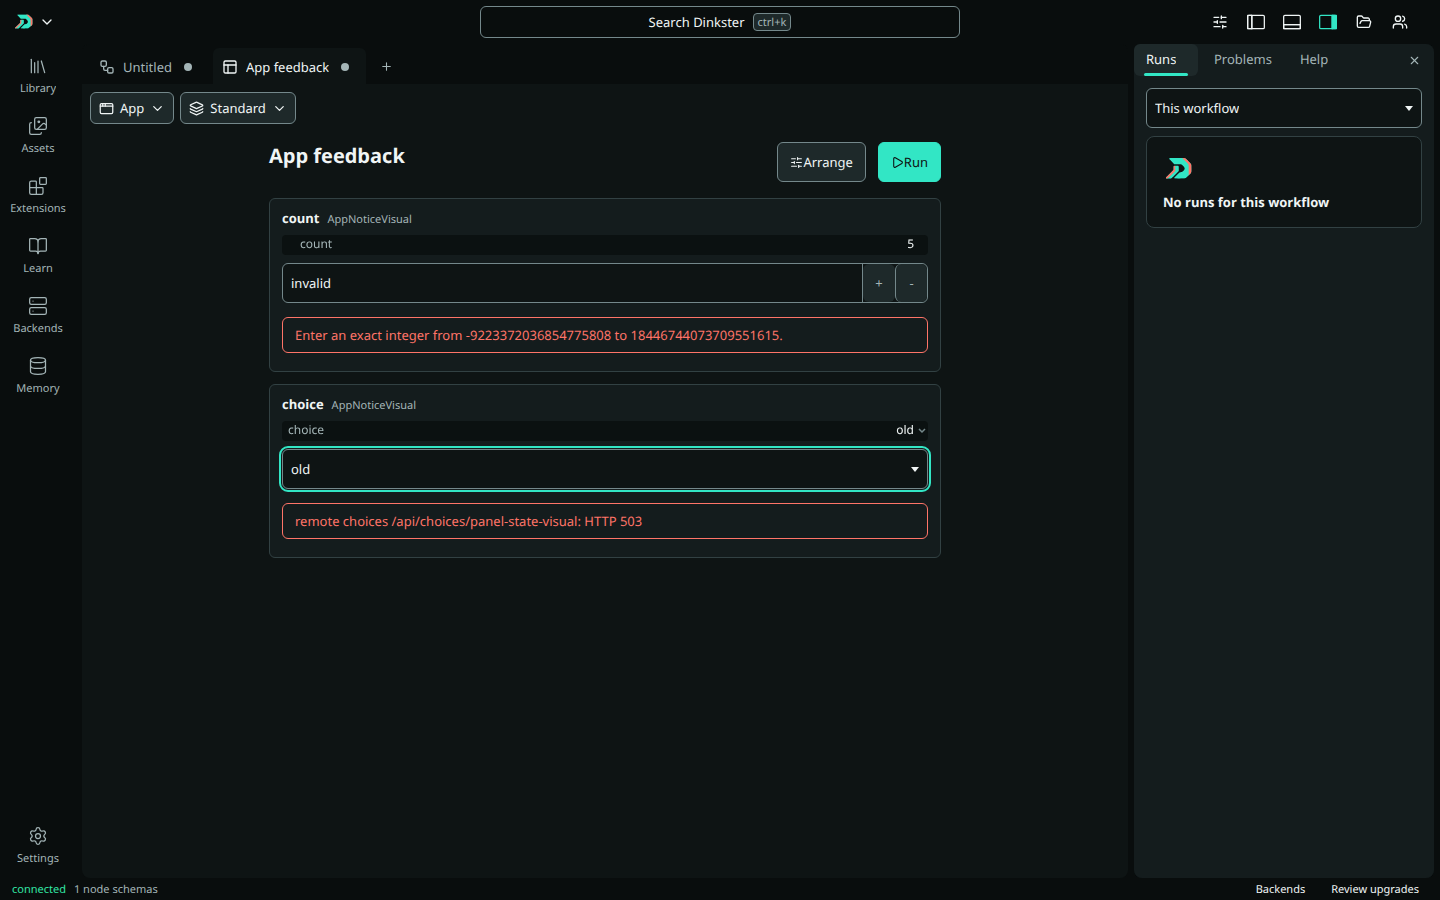 Search Dinkster ctrl+k
Library
Assets
Extensions
Learn
Backends
Memory
Settings
Untitled
App feedback
App
Standard
App feedback
Arrange
Run
count AppNoticeVisual
count 5
invalid + -
Enter an exact integer from -9223372036854775808 to 18446744073709551615.
choice AppNoticeVisual
choice old
old
remote choices /api/choices/panel-state-visual: HTTP 503
Runs Problems Help
This workflow
No runs for this workflow
connected 1 node schemas
Backends Review upgrades